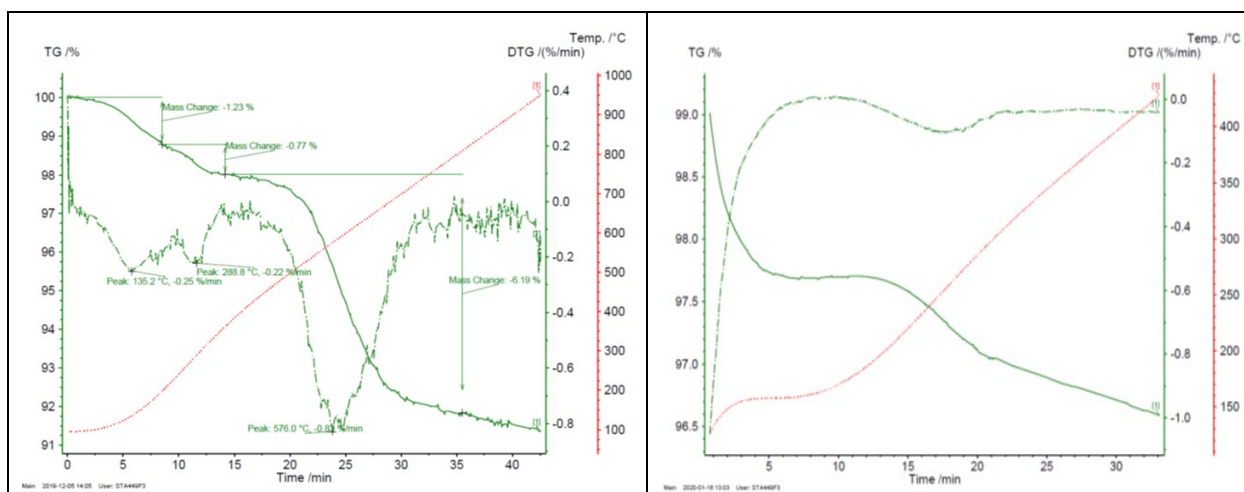 TG /%
Temp. /°C
DTG /(%/min)
[1]
1000
100
0.4
Mass Change: -1.23 %
900
99
800
0.2
Mass Change: -0.77 %
98
700
0.0
97
600
[1]
96
-0.2
Peak: 288.8 °C, -0.22 %/min
500
Peak: 135.2 °C, -0.25 %/min
Mass Change: -6.19 %
95
-0.4
400
94
300
93
-0.6
200
92
Peak: 576.0 °C, -0.83 %/min
[1]
-0.8
100
91
0 5 10 15 20 25 30 35 40
Time /min
Main 2019-12-05 14:05 User: STA449F3
TG /%
Temp. /°C
DTG /(%/min)
[1]
99.0
0.0
[1]
400
98.5
-0.2
350
98.0
-0.4
300
97.5
-0.6
250
97.0
-0.8
200
[1]
150
96.5
-1.0
5 10 15 20 25 30
Time /min
Main 2020-01-16 13:03 User: STA449F3